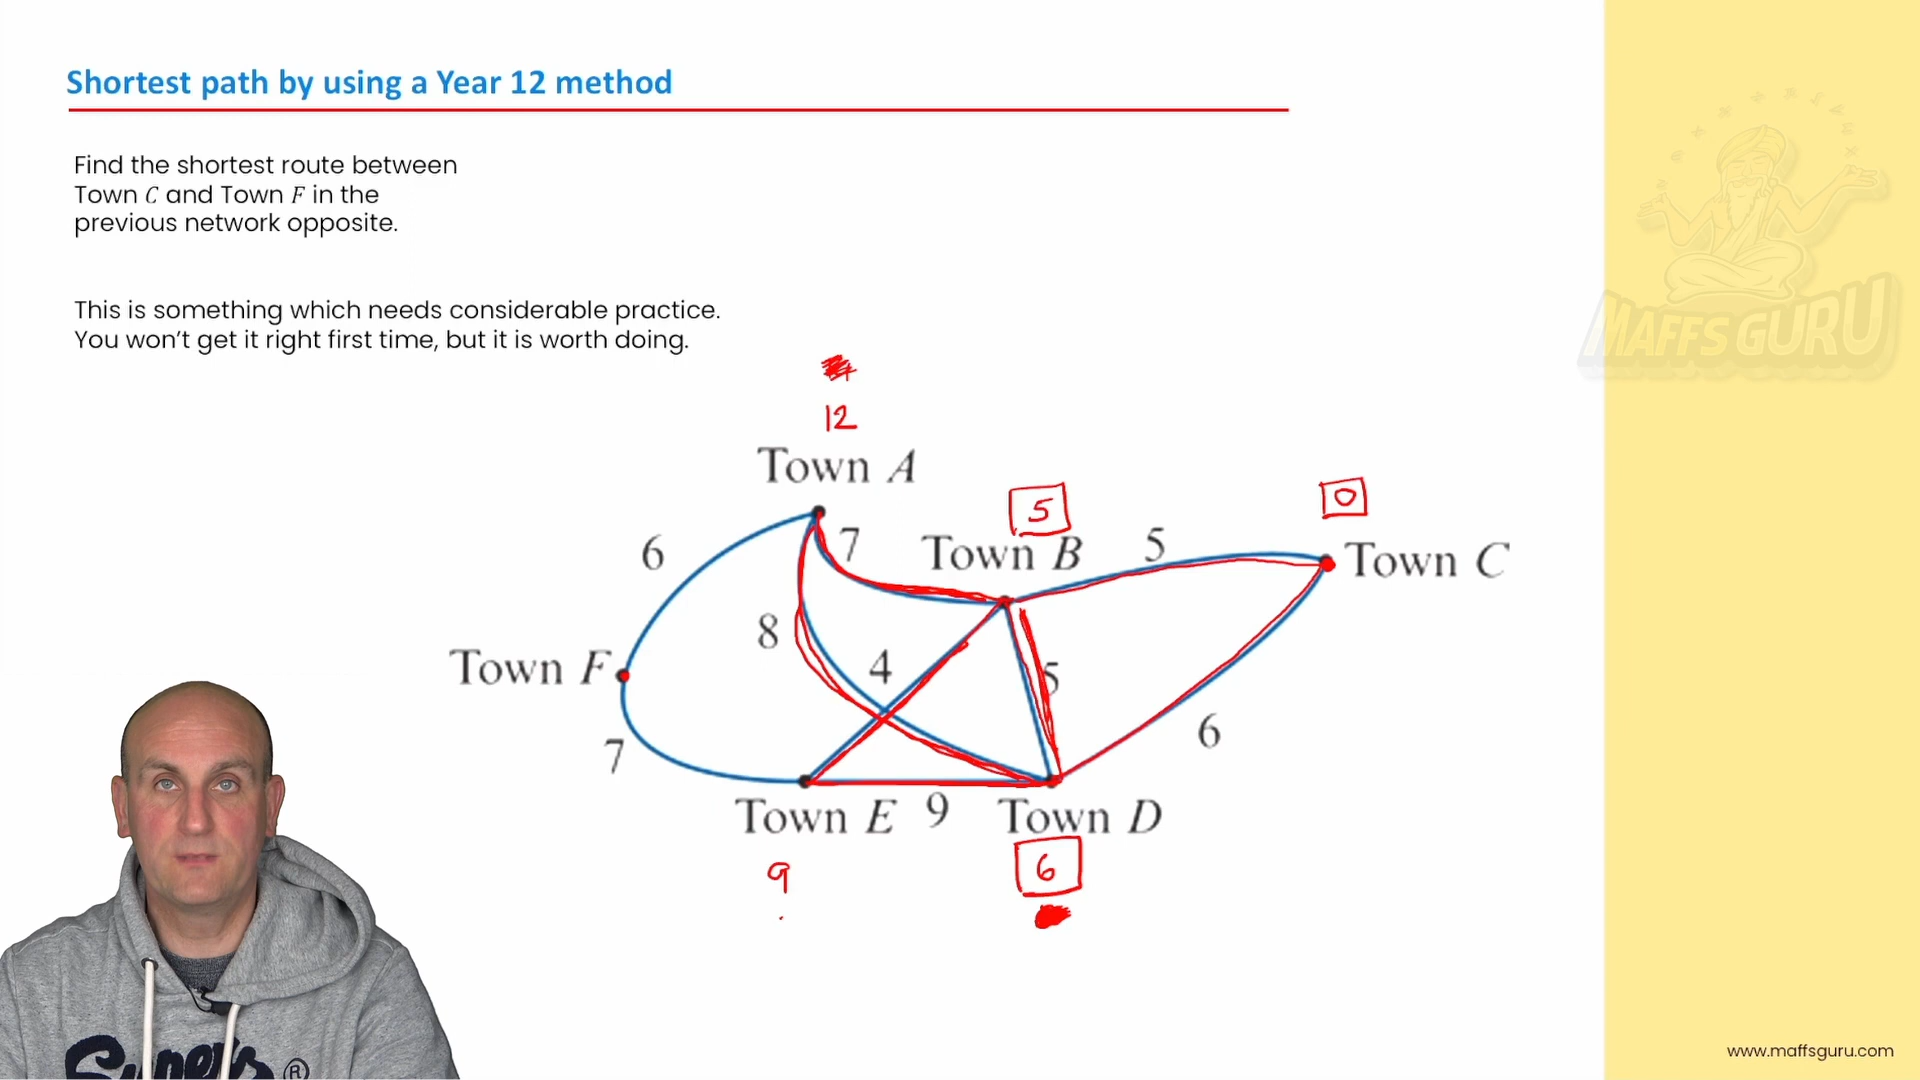 Shortest path by using a Year 12 method
Find the shortest route between
Town C and Town F in the
previous network opposite.
This is something which needs considerable practice.
You won't get it right first time, but it is worth doing.
MAFFS GURU
12
Town A
5
0
6
7
Town B
5
Town C
8
4
5
Town F
6
7
Town E
9
Town D
9
6
Super
®
www.maffsguru.com